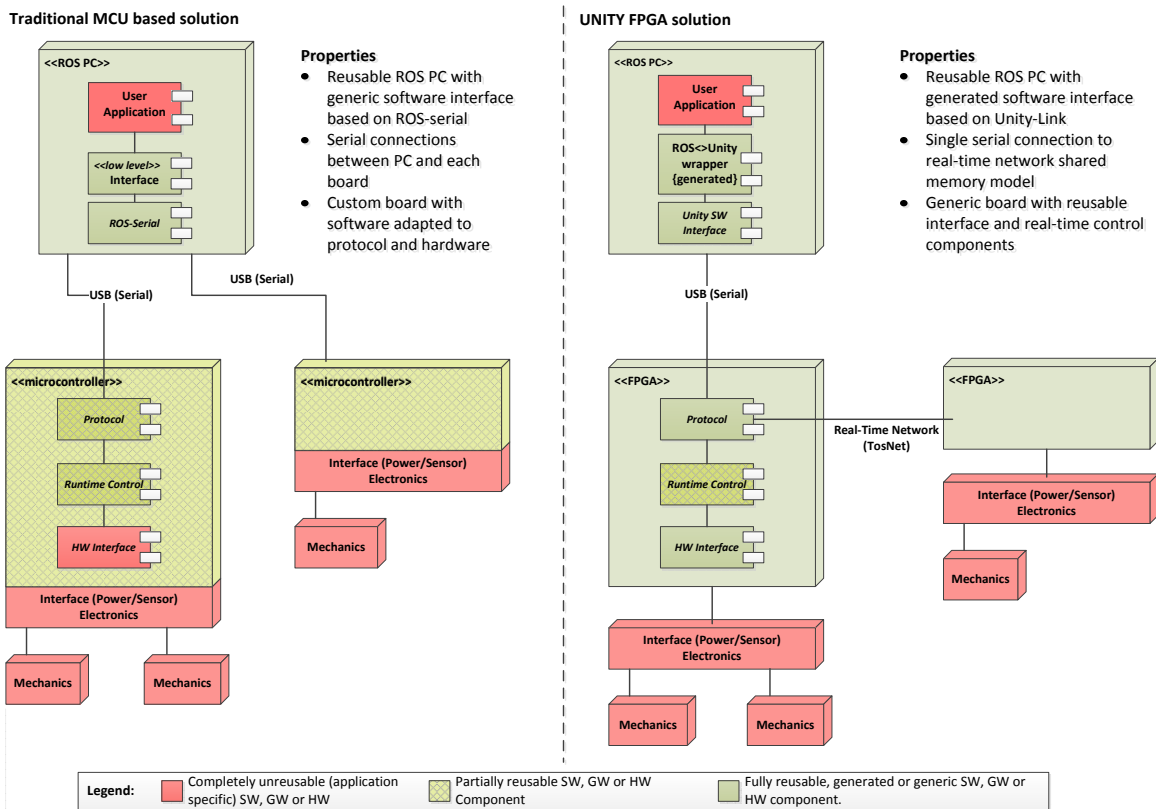 Traditional MCU based solution
<<ROS PC>>
User
Application
<<low level>>
Interface
ROS-Serial
Properties
• Reusable ROS PC with
generic software interface
based on ROS-serial
• Serial connections
between PC and each
board
• Custom board with
software adapted to
protocol and hardware
USB (Serial)
USB (Serial)
<<microcontroller>>
Protocol
Runtime Control
HW Interface
Interface (Power/Sensor)
Electronics
Mechanics
Mechanics
<<microcontroller>>
Interface (Power/Sensor)
Electronics
Mechanics
UNITY FPGA solution
<<ROS PC>>
User
Application
ROS<>Unity
wrapper
{generated}
Unity SW
Interface
Properties
• Reusable ROS PC with
generated software interface
based on Unity-Link
• Single serial connection to
real-time network shared
memory model
• Generic board with reusable
interface and real-time control
components
USB (Serial)
<<FPGA>>
Protocol
Runtime Control
HW Interface
Real-Time Network
(TosNet)
<<FPGA>>
Interface (Power/Sensor)
Electronics
Mechanics
Interface (Power/Sensor)
Electronics
Mechanics
Mechanics
Legend:
Completely unreusable (application
specific) SW, GW or HW
Partially reusable SW, GW or HW
Component
Fully reusable, generated or generic SW, GW or
HW component.